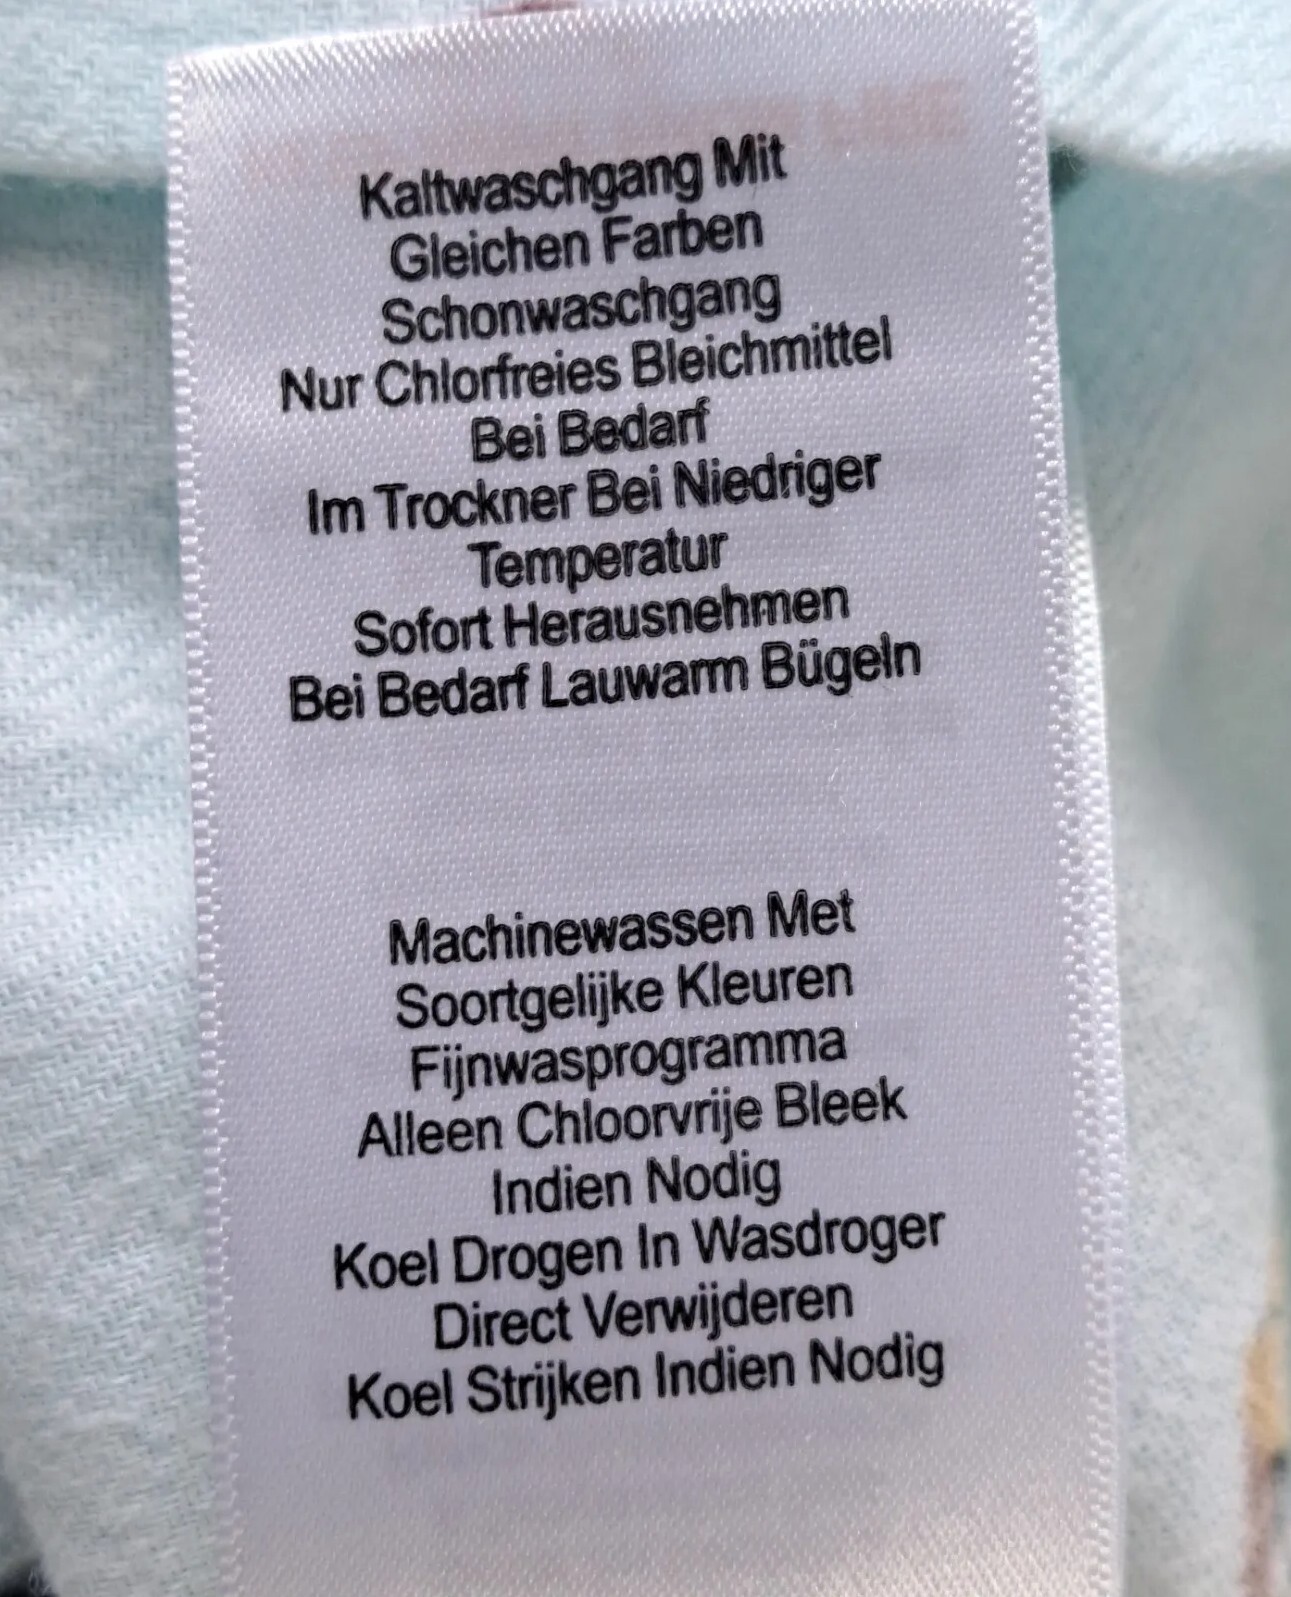 Kaltwaschgang Mit
Gleichen Farben
Schonwaschgang
Nur Chlorfreies Bleichmittel
Bei Bedarf
Im Trockner Bei Niedriger
Temperatur
Sofort Herausnehmen
Bei Bedarf Lauwarm Bügeln
Machinewassen Met
Soortgelijke Kleuren
Fijnwasprogramma
Alleen Chloorvrije Bleek
Indien Nodig
Koel Drogen In Wasdroger
Direct Verwijderen
Koel Strijken Indien Nodig